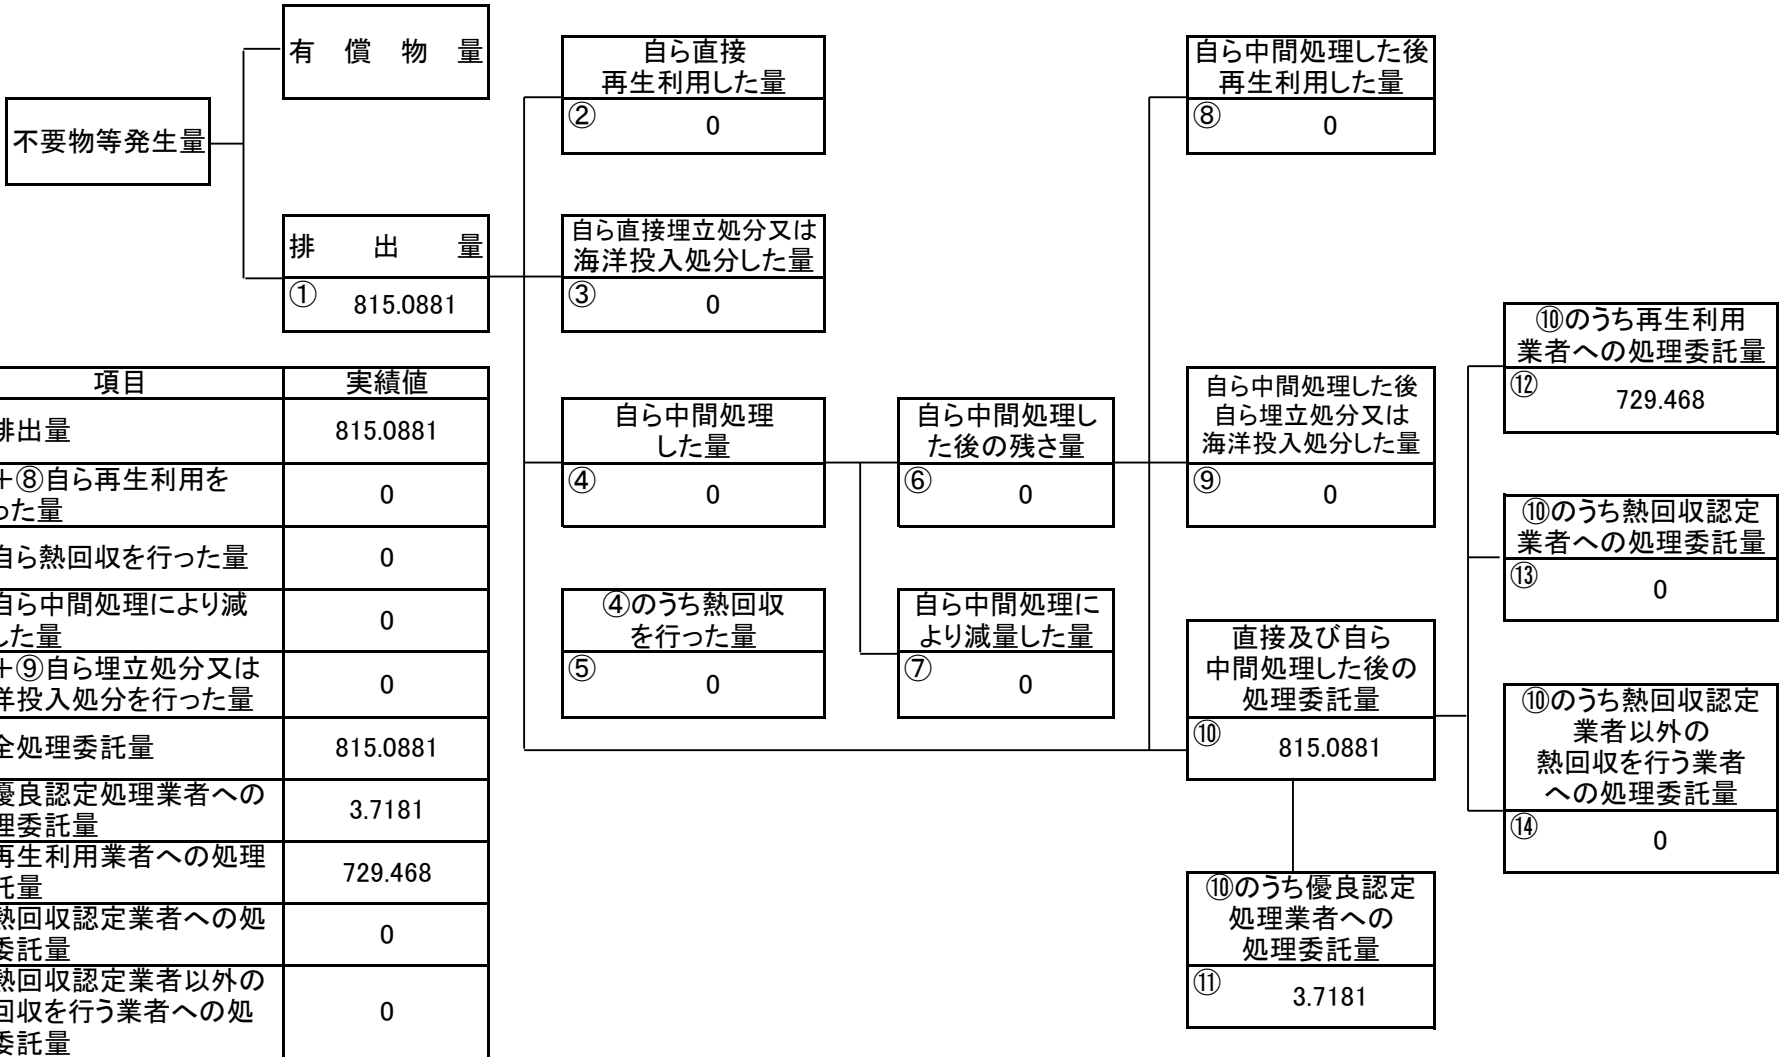 有償物量
不要物等発生量
排出量
① 815.0881
自ら直接
再生利用した量
② 0
自ら直接埋立処分又は
海洋投入処分した量
③ 0
自ら中間処理
した量
④ 0
④のうち熱回収
を行った量
⑤ 0
自ら中間処理し
た後の残さ量
⑥ 0
自ら中間処理に
より減量した量
⑦ 0
自ら中間処理した後
再生利用した量
⑧ 0
自ら中間処理した後
自ら埋立処分又は
海洋投入処分した量
⑨ 0
直接及び自ら
中間処理した後の
処理委託量
⑩ 815.0881
⑩のうち優良認定
処理業者への
処理委託量
⑪ 3.7181
⑩のうち再生利用
業者への処理委託量
⑫ 729.468
⑩のうち熱回収認定
業者への処理委託量
⑬ 0
⑩のうち熱回収認定
業者以外の
熱回収を行う業者
への処理委託量
⑭ 0
項目 実績値
排出量 815.0881
+⑧自ら再生利用を
った量 0
自ら熱回収を行った量 0
自ら中間処理により減
した量 0
+⑨自ら埋立処分又は
洋投入処分を行った量 0
全処理委託量 815.0881
優良認定処理業者への
理委託量 3.7181
再生利用業者への処理
託量 729.468
熱回収認定業者への処
委託量 0
熱回収認定業者以外の
回収を行う業者への処
委託量 0